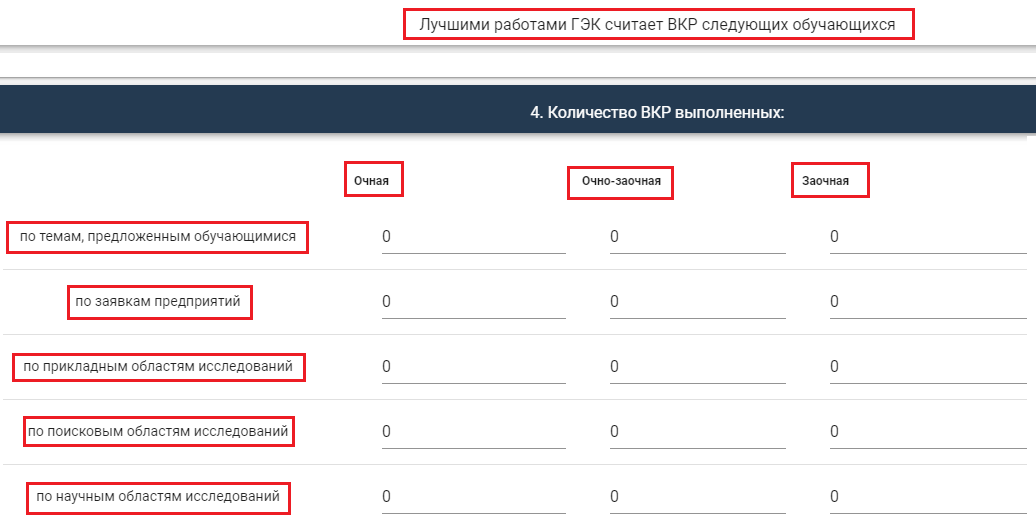 Лучшими работами ГЭК считает ВКР следующих обучающихся
4. Количество ВКР выполненных:
Очная Очно-заочная Заочная
по темам, предложенным обучающимися 0 0 0
по заявкам предприятий 0 0 0
по прикладным областям исследований 0 0 0
по поисковым областям исследований 0 0 0
по научным областям исследований 0 0 0